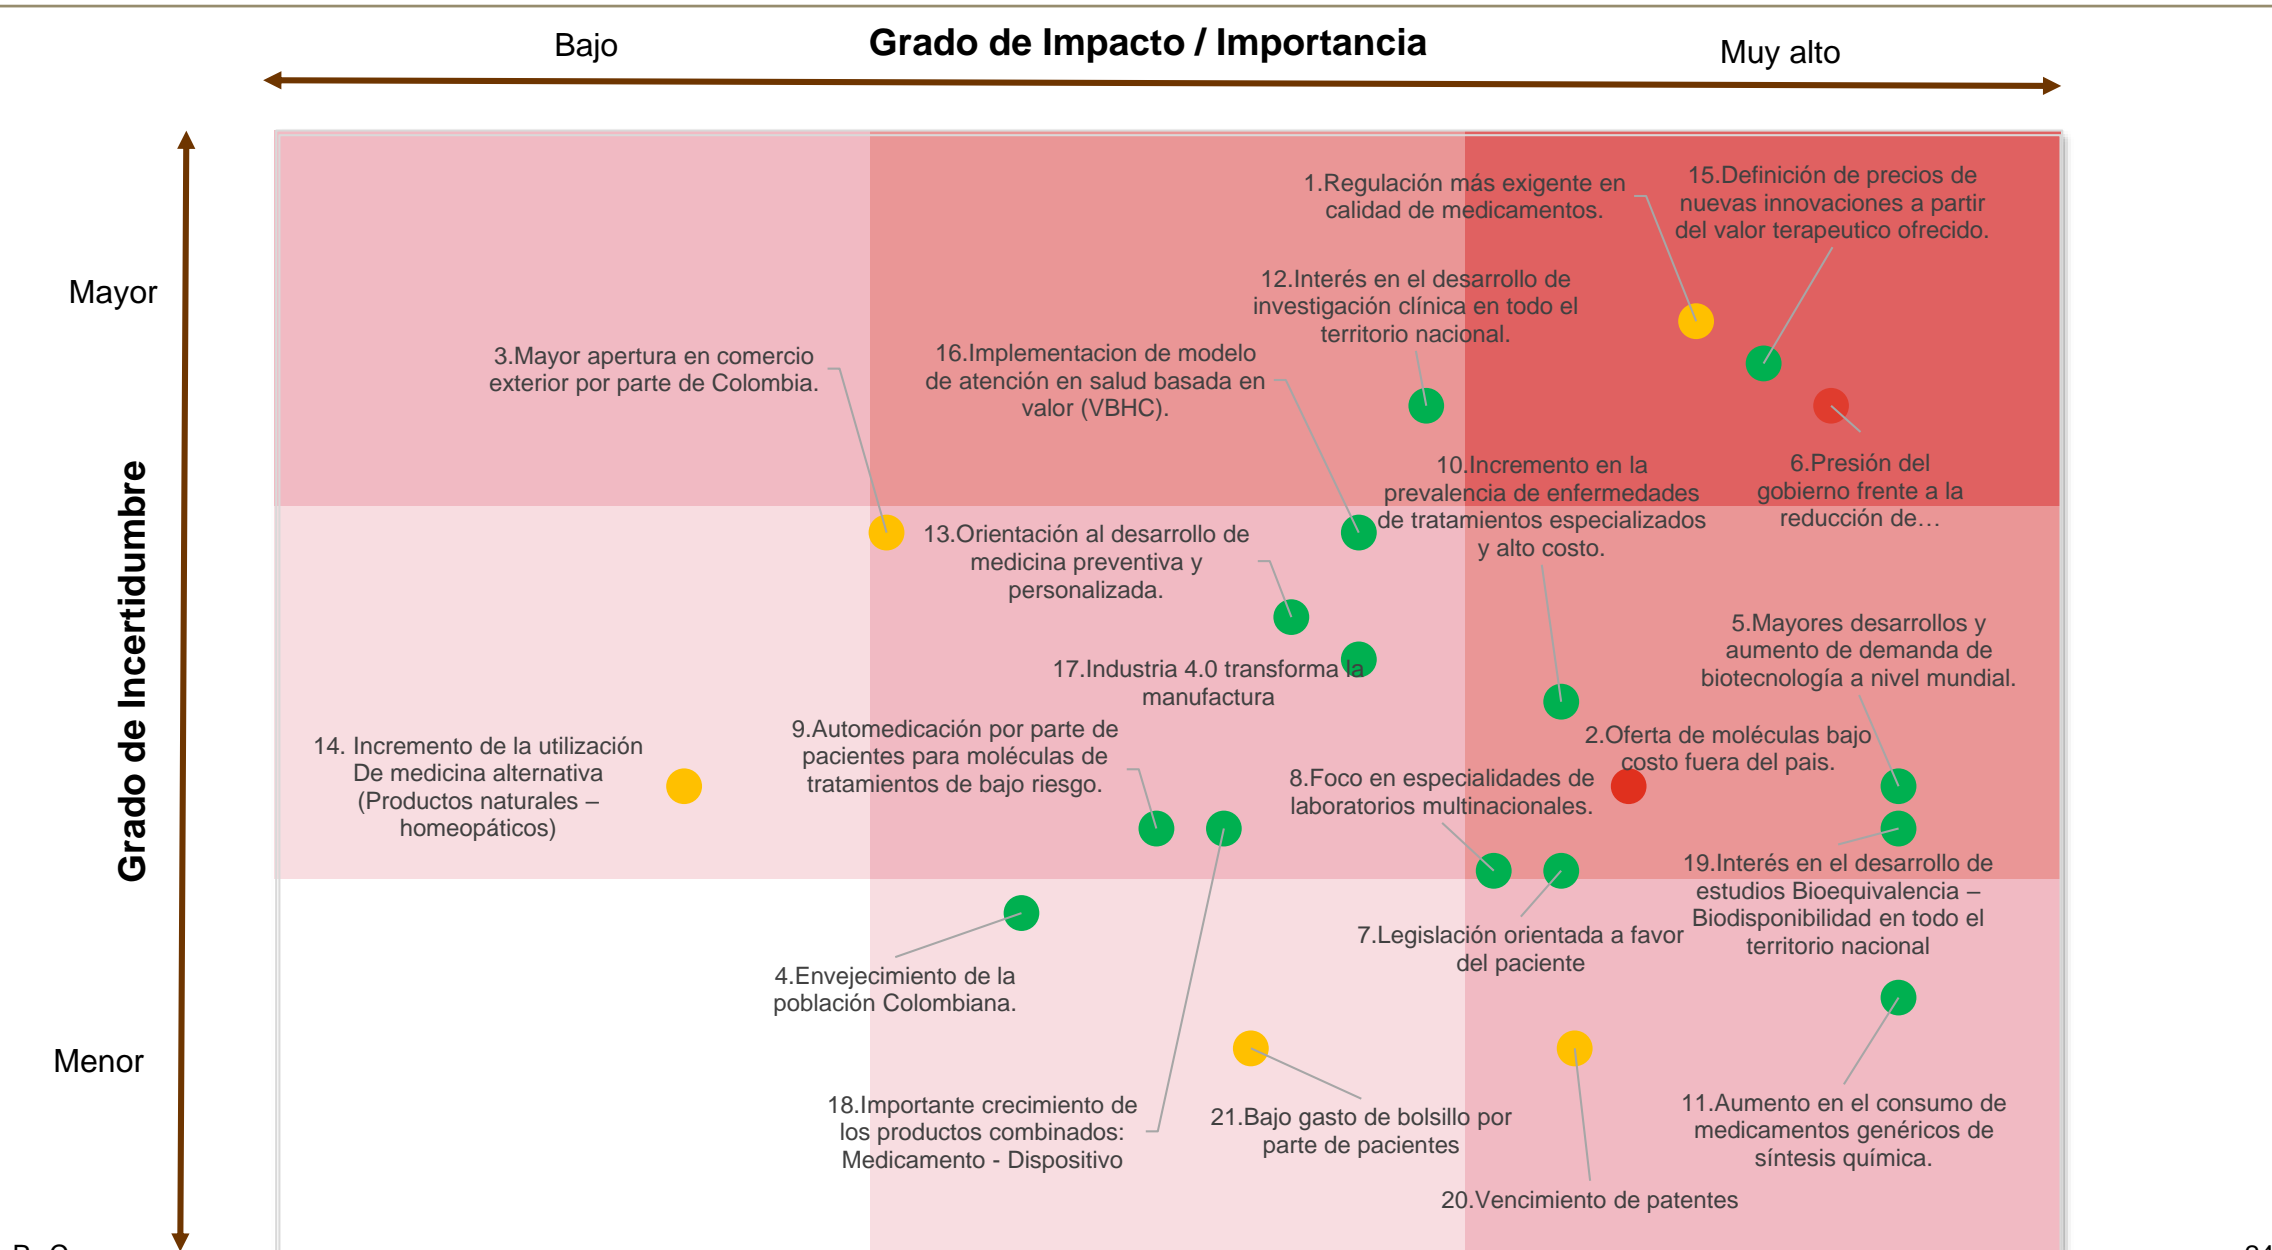 Bajo
Grado de Impacto / Importancia
Muy alto
Mayor
Grado de Incertidumbre
Menor
1.Regulación más exigente en
calidad de medicamentos.
15.Definición de precios de
nuevas innovaciones a partir
del valor terapeutico ofrecido.
12.Interés en el desarrollo de
investigación clínica en todo el
territorio nacional.
3.Mayor apertura en comercio
exterior por parte de Colombia.
16.Implementacion de modelo
de atención en salud basada en
valor (VBHC).
10.Incremento en la
prevalencia de enfermedades
de tratamientos especializados
y alto costo.
6.Presión del
gobierno frente a la
reducción de…
13.Orientación al desarrollo de
medicina preventiva y
personalizada.
17.Industria 4.0 transforma la
manufactura
5.Mayores desarrollos y
aumento de demanda de
biotecnología a nivel mundial.
14. Incremento de la utilización
De medicina alternativa
(Productos naturales –
homeopáticos)
9.Automedicación por parte de
pacientes para moléculas de
tratamientos de bajo riesgo.
2.Oferta de moléculas bajo
costo fuera del pais.
8.Foco en especialidades de
laboratorios multinacionales.
19.Interés en el desarrollo de
estudios Bioequivalencia –
Biodisponibilidad en todo el
territorio nacional
7.Legislación orientada a favor
del paciente
4.Envejecimiento de la
población Colombiana.
18.Importante crecimiento de
los productos combinados:
Medicamento - Dispositivo
21.Bajo gasto de bolsillo por
parte de pacientes
11.Aumento en el consumo de
medicamentos genéricos de
síntesis química.
20.Vencimiento de patentes